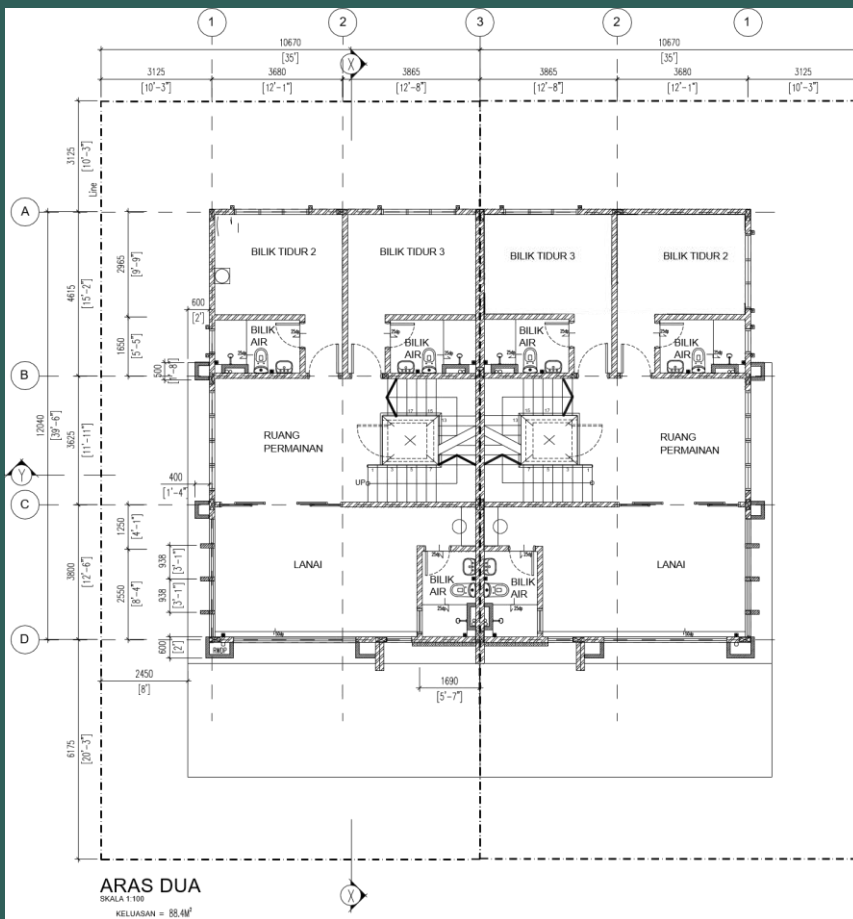 1 2 3 2 1
10670 10670
[35'] [35']
X
3125 3680 3865 3865 3680 3125
[10'-3"] [12'-1"] [12'-8"] [12'-8"] [12'-1"] [10'-3"]
3125
[10'-3"]
Line
A
BILIK TIDUR 2 BILIK TIDUR 3 BILIK TIDUR 3 BILIK TIDUR 2
2965
[9'-9"]
4615
[15'-2"]
600
[2']
1650
[5'-5"]
BILIK AIR
BILIK AIR
BILIK AIR
BILIK AIR
B
500
[1'-8"]
12040
[39'-6"]
3625
[11'-11"]
RUANG PERMAINAN
RUANG PERMAINAN
UP
Y
400
[1'-4"]
C
1250
[4'-1"]
3800
[12'-6"]
2550
[8'-4"]
938
[3'-1"]
938
[3'-1"]
LANAI LANAI
BILIK AIR
BILIK AIR
D
600
[2']
RWDP
2450
[8']
1690
[5'-7"]
6175
[20'-3"]
X
ARAS DUA
SKALA 1:100
KELUASAN = 88.4M²